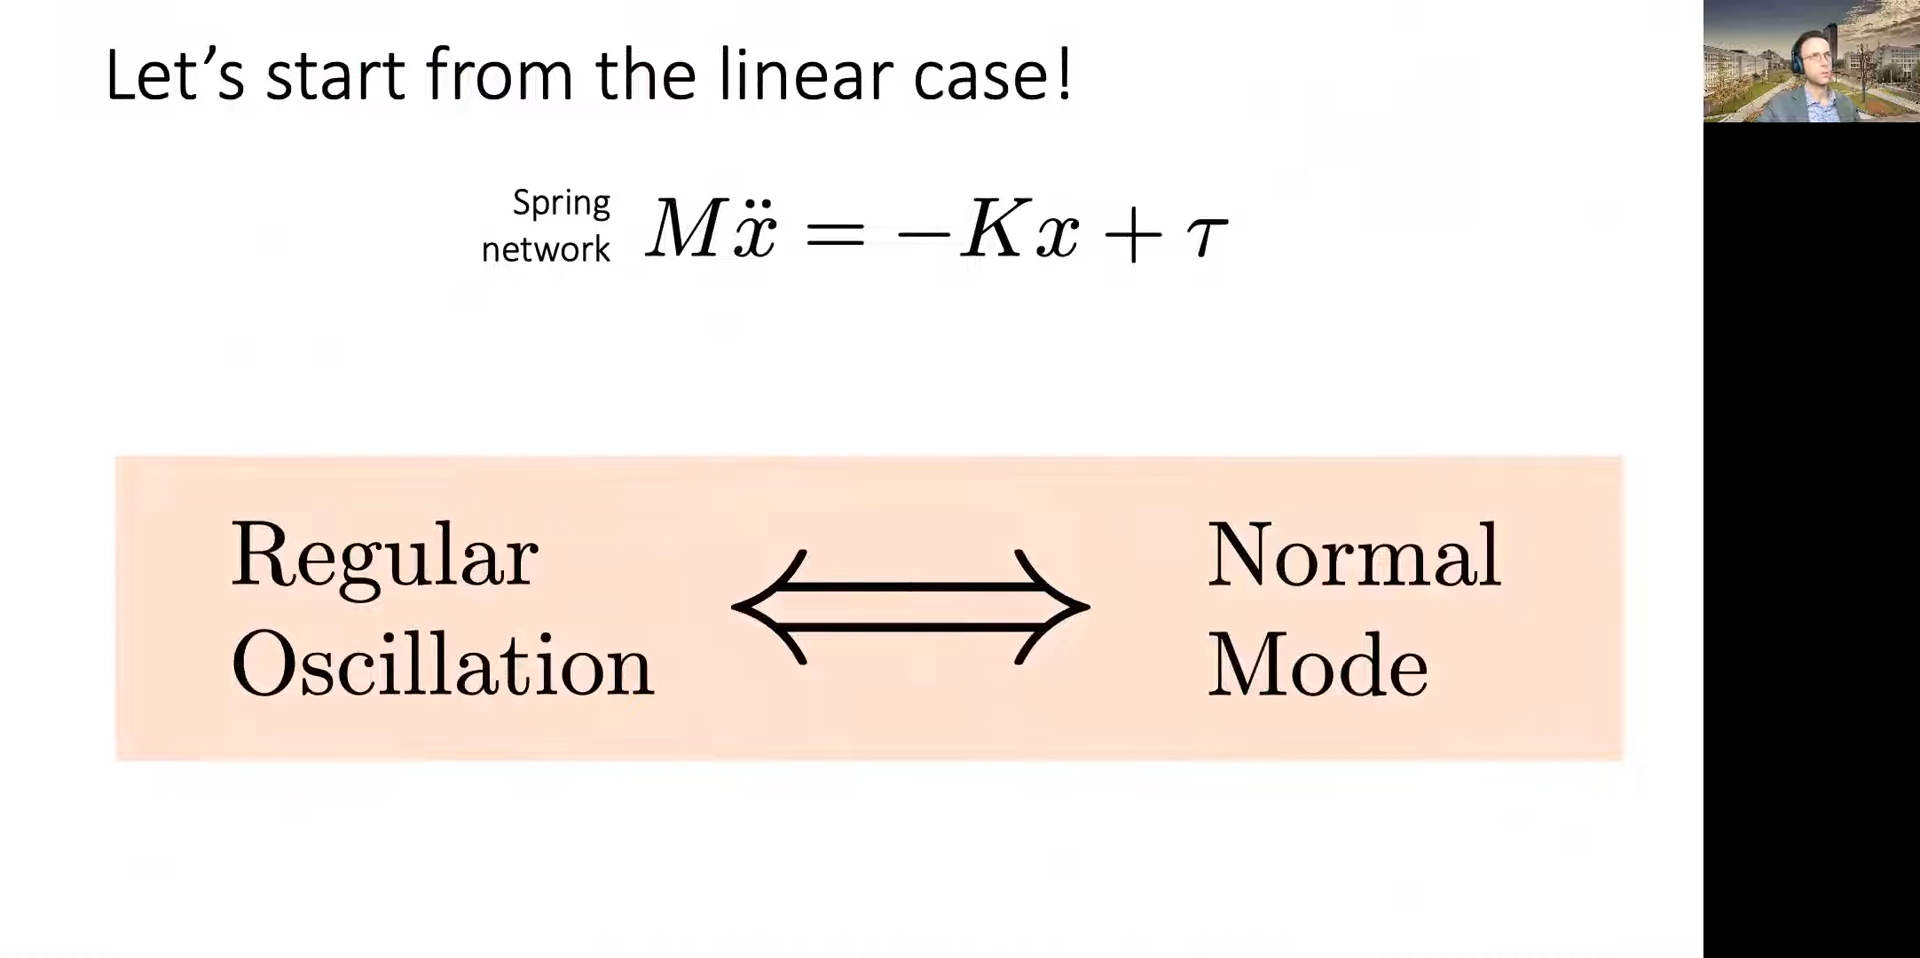 Let's start from the linear case!
Spring
network
Mẍ = −Kx + τ
Regular
Oscillation
⟺
Normal
Mode